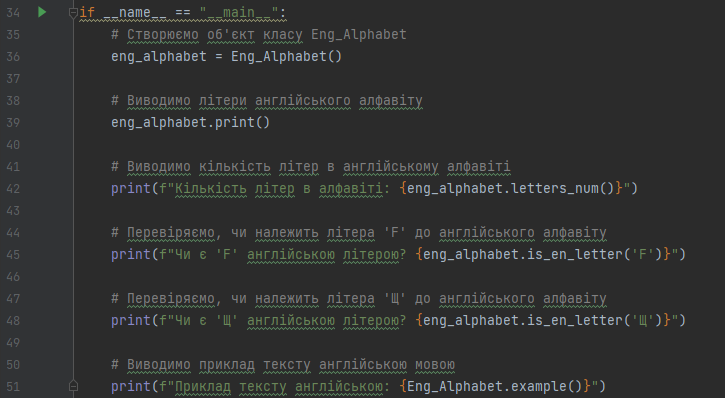 34 if __name__ == "__main__":
35 # Створюємо об'єкт класу Eng_Alphabet
36 eng_alphabet = Eng_Alphabet()
37
38 # Виводимо літери англійського алфавіту
39 eng_alphabet.print()
40
41 # Виводимо кількість літер в англійському алфавіті
42 print(f"Кількість літер в алфавіті: {eng_alphabet.letters_num()}")
43
44 # Перевіряємо, чи належить літера 'F' до англійського алфавіту
45 print(f"Чи є 'F' англійською літерою? {eng_alphabet.is_en_letter('F')}")
46
47 # Перевіряємо, чи належить літера 'Щ' до англійського алфавіту
48 print(f"Чи є 'Щ' англійською літерою? {eng_alphabet.is_en_letter('Щ')}")
49
50 # Виводимо приклад тексту англійською мовою
51 print(f"Приклад тексту англійською: {Eng_Alphabet.example()}")